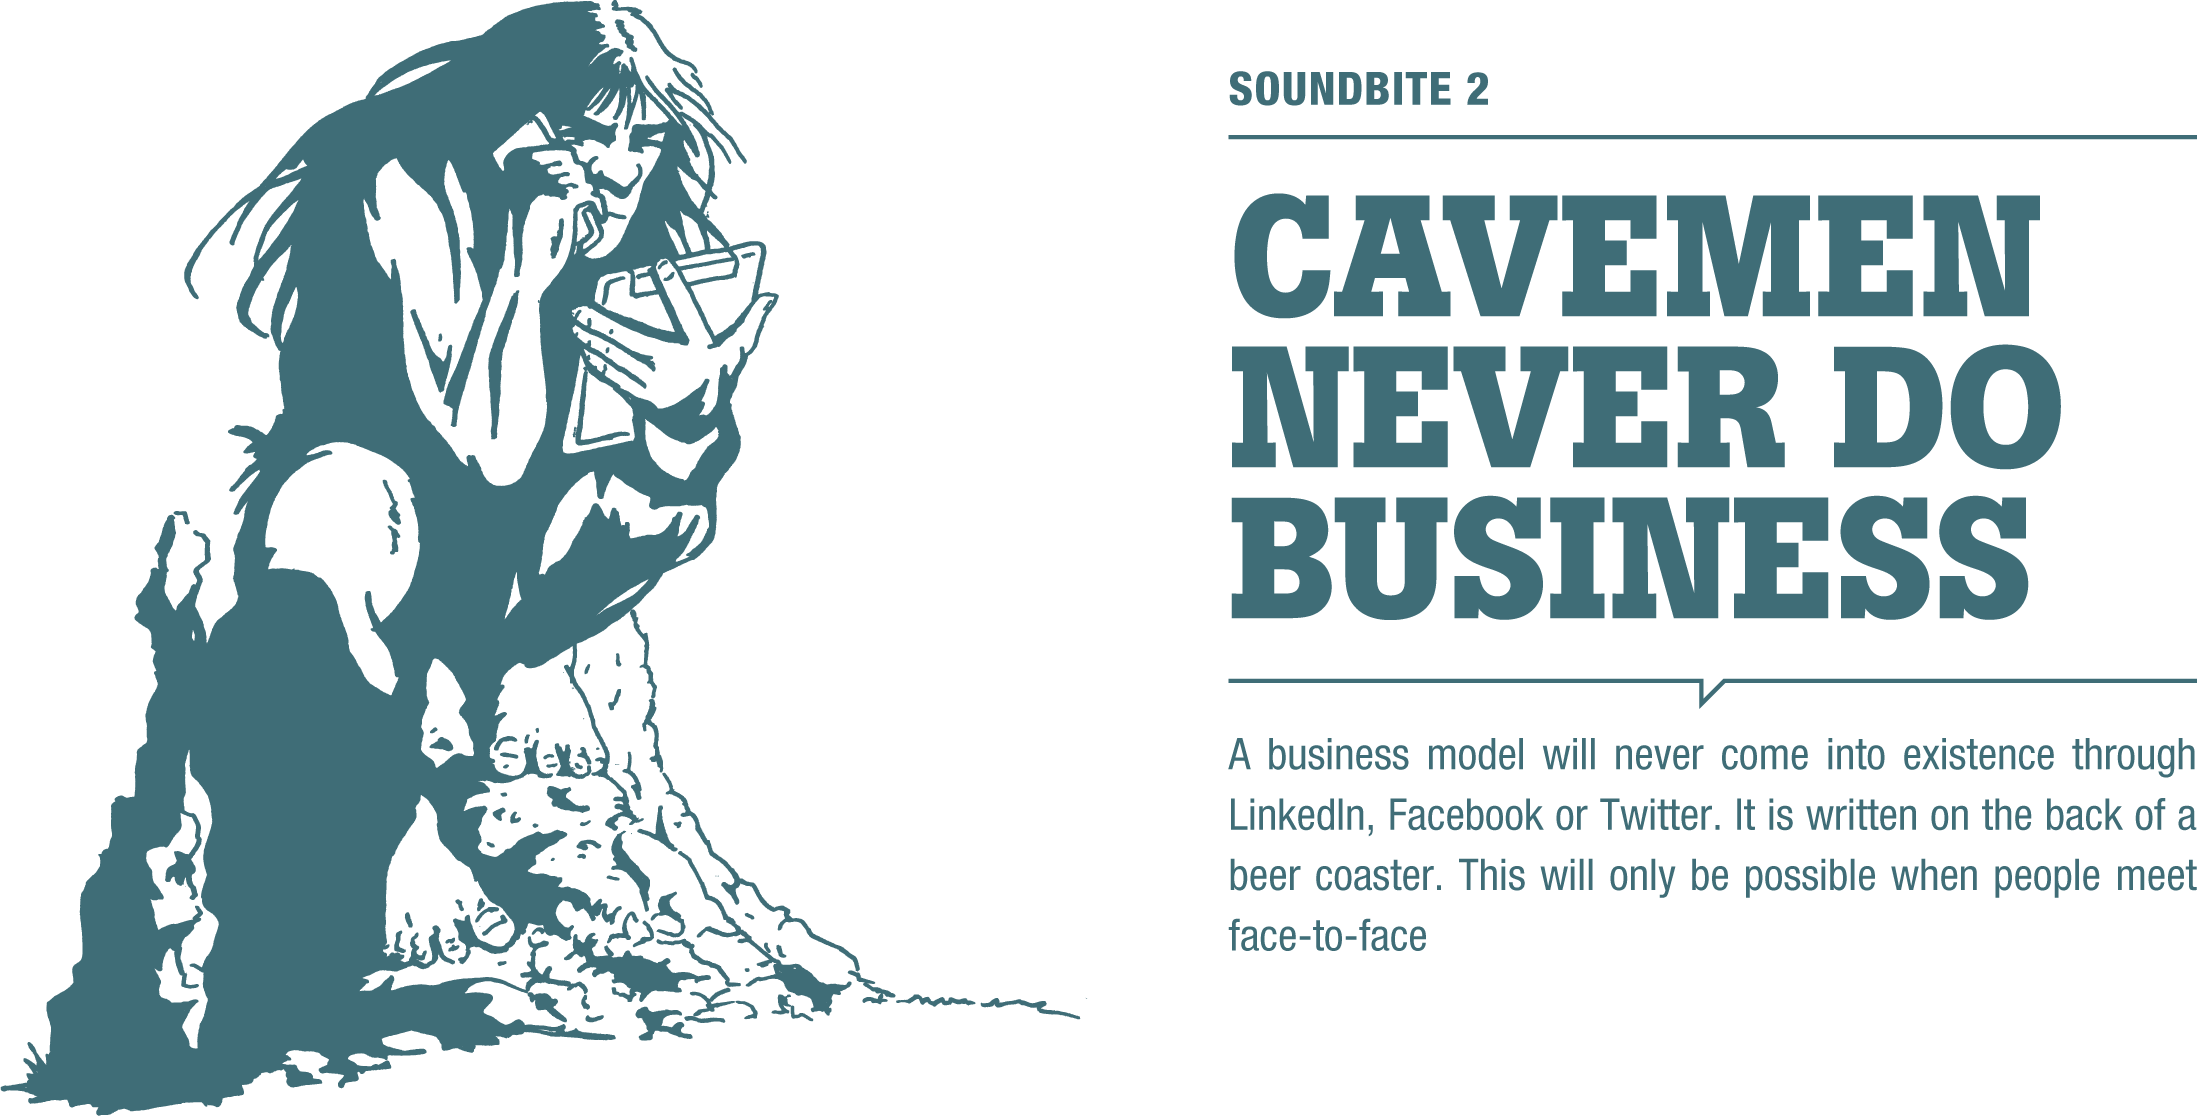 SOUNDBITE 2
CAVEMEN
NEVER DO
BUSINESS
A business model will never come into existence through
LinkedIn, Facebook or Twitter. It is written on the back of a
beer coaster. This will only be possible when people meet
face-to-face